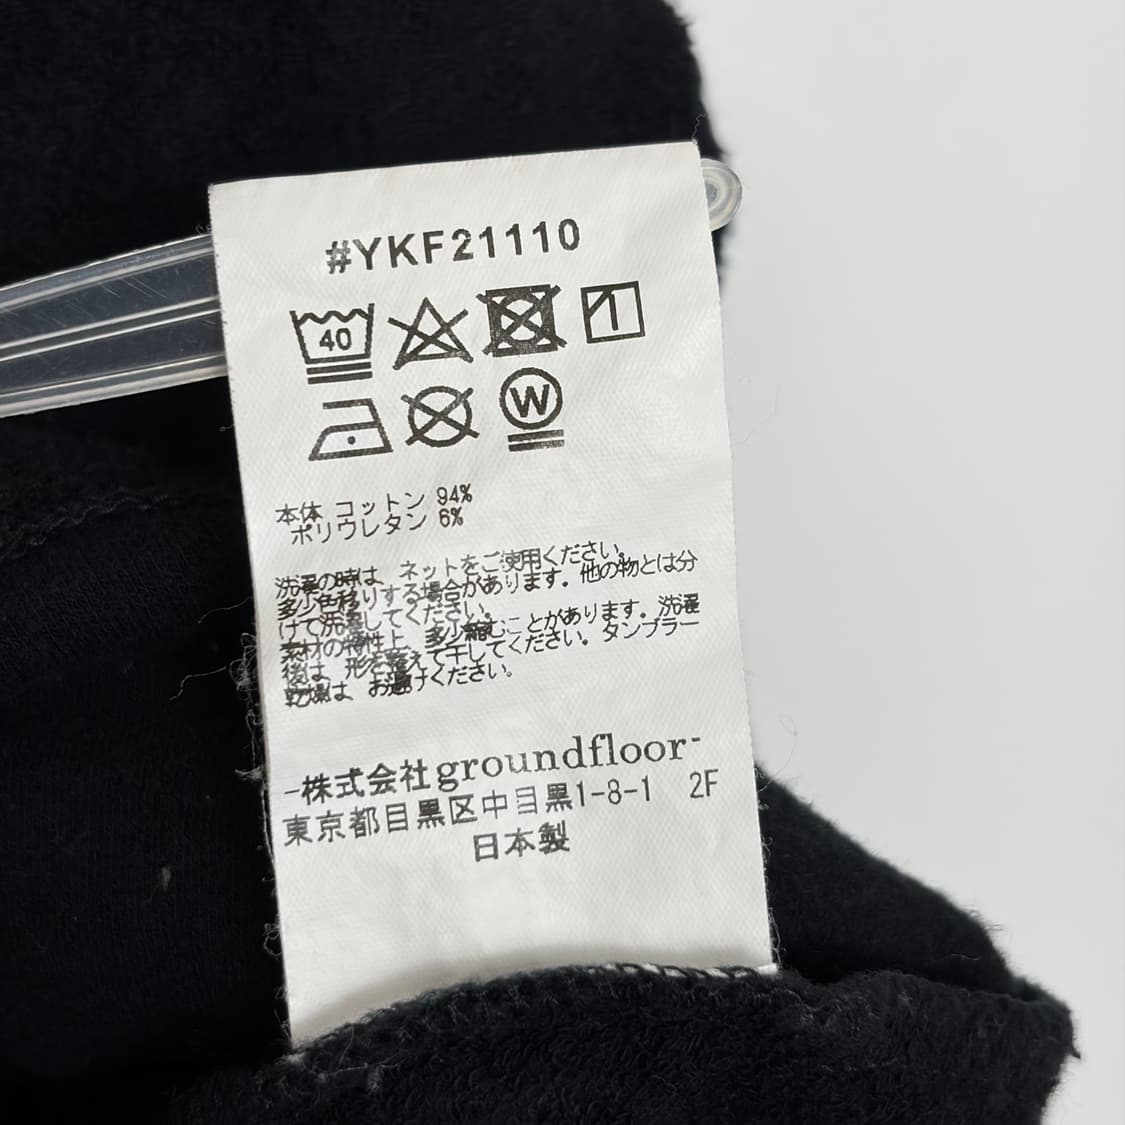 #YKF21110
40
W
本体 コットン 94%
ポリウレタン 6%
洗濯の時は、ネットをご使用ください。
多少色移りする場合があります。他の物とは分
けて洗濯してください。
素材の特性上、多少縮むことがあります。洗濯
後は、形を整えて干してください。タンブラー
乾燥は、お避けください。
-株式会社groundfloor-
東京都目黒区中目黒1-8-1 2F
日本製